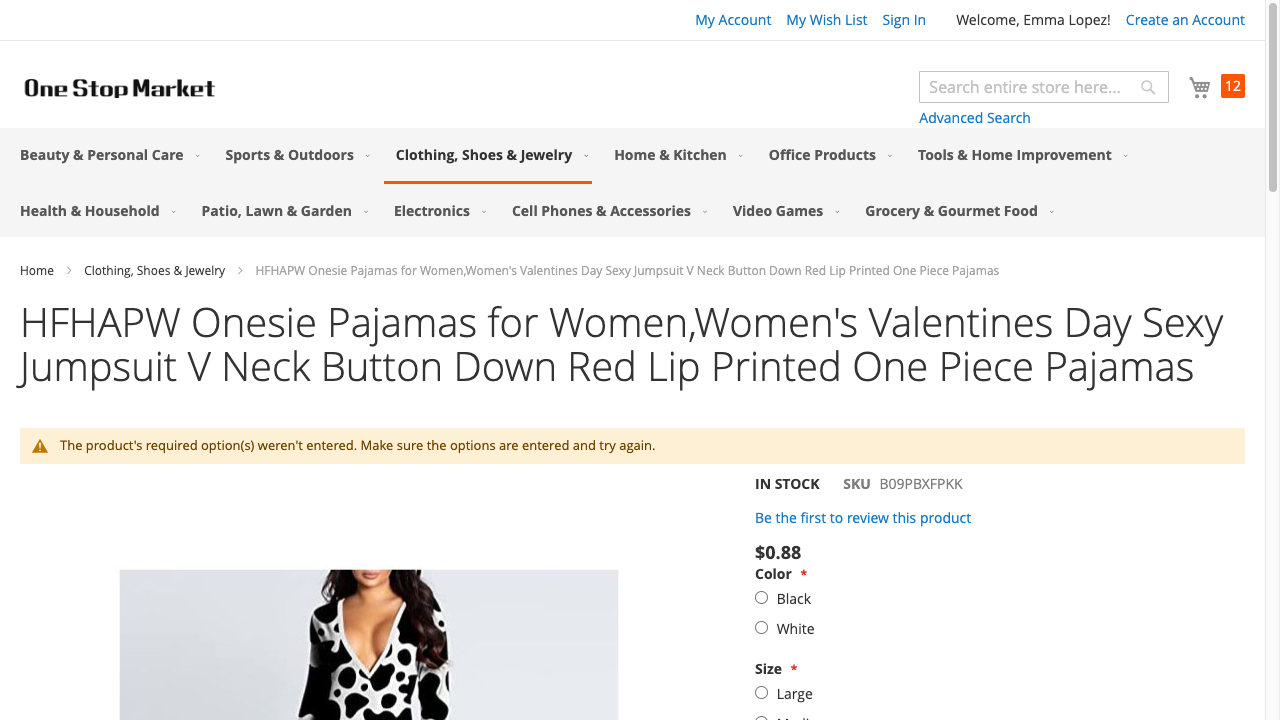 My Account My Wish List Sign In Welcome, Emma Lopez! Create an Account
One Stop Market
Search entire store here...
12
Advanced Search
Beauty & Personal Care Sports & Outdoors Clothing, Shoes & Jewelry Home & Kitchen Office Products Tools & Home Improvement
Health & Household Patio, Lawn & Garden Electronics Cell Phones & Accessories Video Games Grocery & Gourmet Food
Home Clothing, Shoes & Jewelry HFHAPW Onesie Pajamas for Women,Women's Valentines Day Sexy Jumpsuit V Neck Button Down Red Lip Printed One Piece Pajamas
HFHAPW Onesie Pajamas for Women,Women's Valentines Day Sexy
Jumpsuit V Neck Button Down Red Lip Printed One Piece Pajamas
The product's required option(s) weren't entered. Make sure the options are entered and try again.
IN STOCK SKU B09PBXFPKK
Be the first to review this product
$0.88
Color *
Black
White
Size *
Large